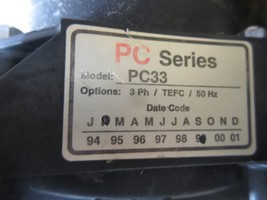 PC Series
Model: PC33
Options: 3 Ph / TEFC / 50 Hz
Date Code
J F M A M J J A S O N D
94 95 96 97 98 99 00 01